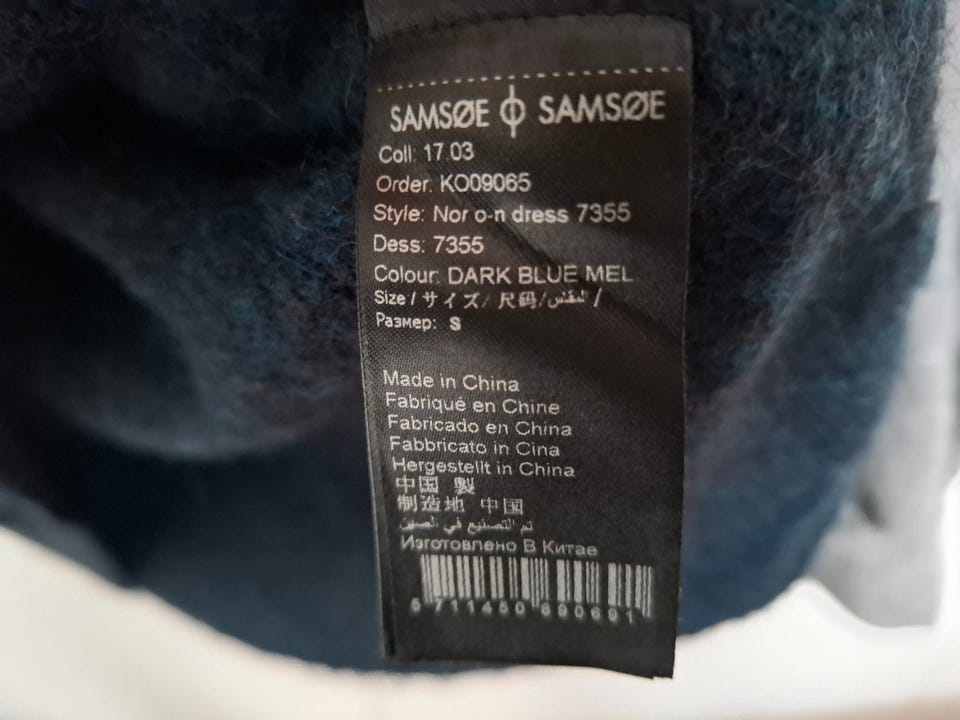 SAMSØE ϕ SAMSØE
Coll: 17.03
Order: KO09065
Style: Nor o-n dress 7355
Dess: 7355
Colour: DARK BLUE MEL.
Size / サイズ / 尺码/المقاس /
Размер: S
Made in China
Fabriqué en Chine
Fabricado en China
Fabbricato in Cina
Hergestellt in China
中国 製
制造地 中国
تم التصنيع في الصين
Изготовлено В Китае
5 711450 690691